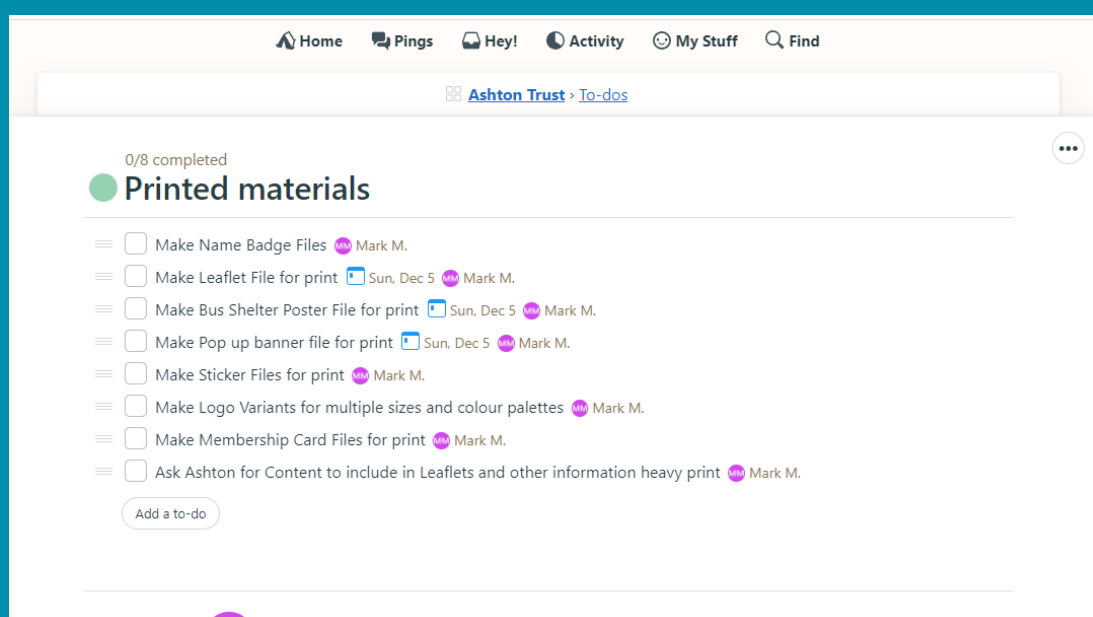 Home Pings Hey! Activity My Stuff Find
Ashton Trust › To-dos
0/8 completed
Printed materials
Make Name Badge Files MM Mark M.
Make Leaflet File for print Sun, Dec 5 MM Mark M.
Make Bus Shelter Poster File for print Sun, Dec 5 MM Mark M.
Make Pop up banner file for print Sun, Dec 5 MM Mark M.
Make Sticker Files for print MM Mark M.
Make Logo Variants for multiple sizes and colour palettes MM Mark M.
Make Membership Card Files for print MM Mark M.
Ask Ashton for Content to include in Leaflets and other information heavy print MM Mark M.
Add a to-do